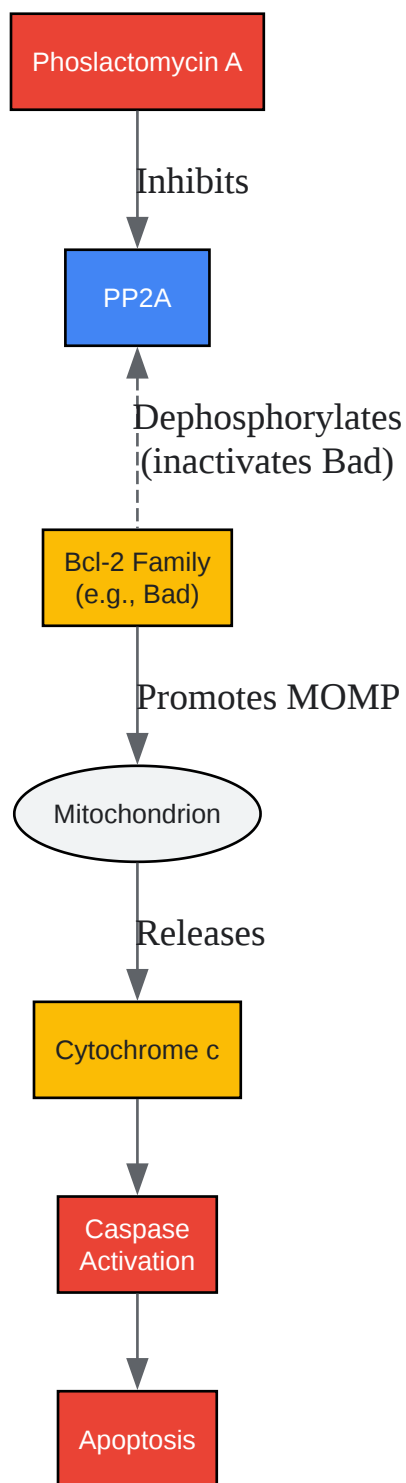 Phoslactomycin A
Inhibits
PP2A
Dephosphorylates
(inactivates Bad)
Bcl-2 Family
(e.g., Bad)
Promotes MOMP
Mitochondrion
Releases
Cytochrome c
Caspase
Activation
Apoptosis